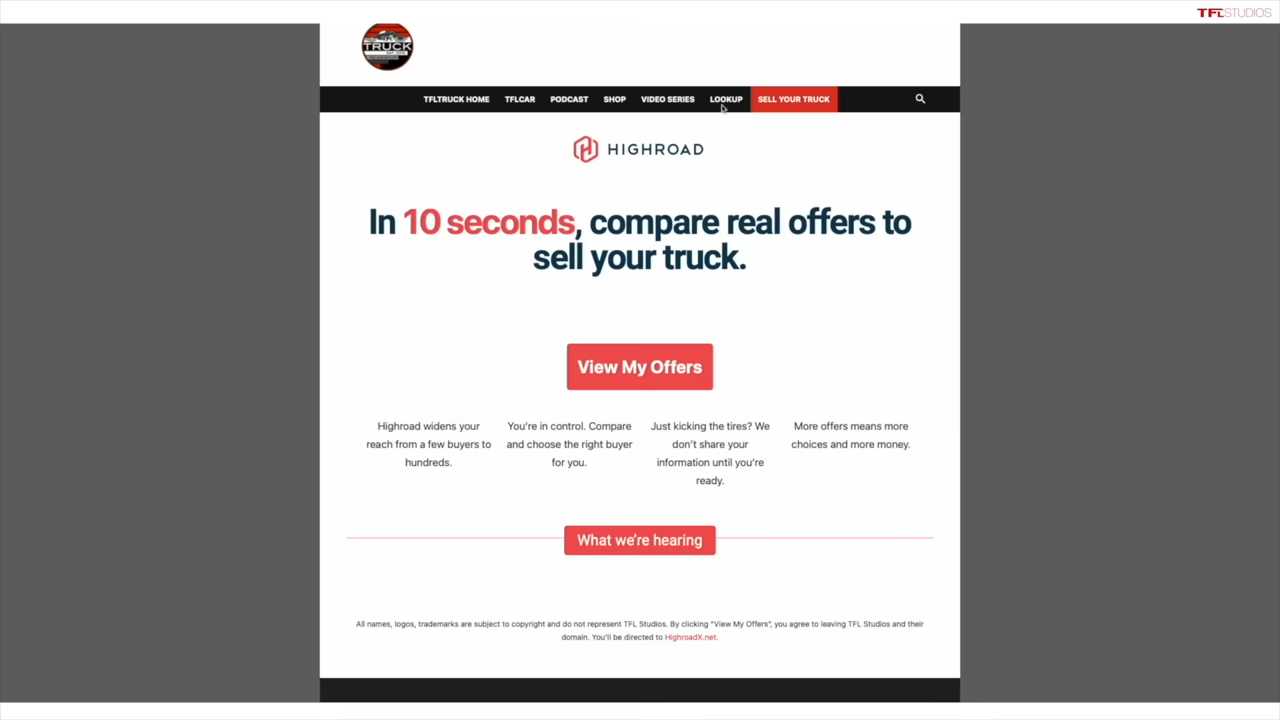 TFLSTUDIOS
TRUCK
TFLTRUCK HOME TFLCAR PODCAST SHOP VIDEO SERIES LOOKUP SELL YOUR TRUCK
HIGHROAD
In 10 seconds, compare real offers to
sell your truck.
View My Offers
Highroad widens your
reach from a few buyers to
hundreds.
You're in control. Compare
and choose the right buyer
for you.
Just kicking the tires? We
don't share your
information until you're
ready.
More offers means more
choices and more money.
What we're hearing
All names, logos, trademarks are subject to copyright and do not represent TFL Studios. By clicking "View My Offers", you agree to leaving TFL Studios and their
domain. You'll be directed to HighroadX.net.